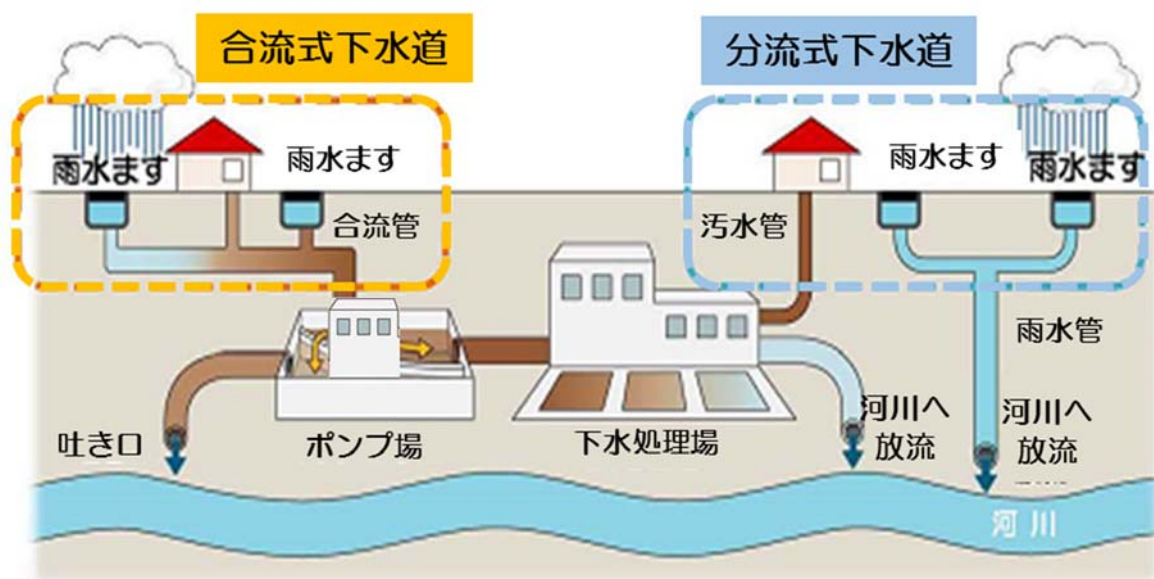 合流式下水道
分流式下水道
雨水ます
雨水ます
雨水ます
雨水ます
合流管
汚水管
雨水管
吐き口
ポンプ場
下水処理場
河川へ
放流
河川へ
放流
河川